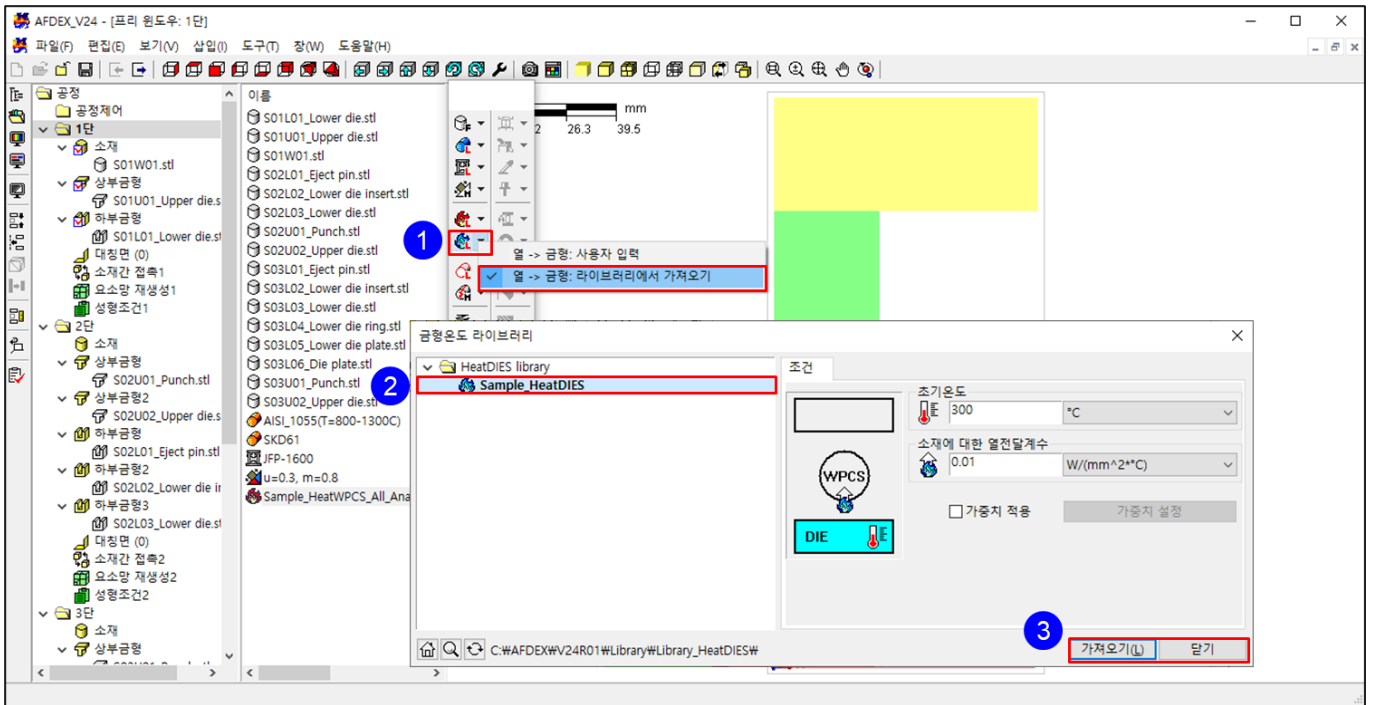 AFDEX_V24 - [프리 윈도우: 1단]
파일(F) 편집(E) 보기(V) 삽입(I) 도구(T) 창(W) 도움말(H)
공정
공정제어
1단
소재
S01W01.stl
상부금형
S01U01_Upper die.s
하부금형
S01L01_Lower die.st
대칭면 (0)
소재간 접촉1
요소망 재생성1
성형조건1
2단
소재
상부금형
S02U01_Punch.stl
상부금형2
S02U02_Upper die.s
하부금형
S02L01_Eject pin.stl
하부금형2
S02L02_Lower die ir
하부금형3
S02L03_Lower die.st
대칭면 (0)
소재간 접촉2
요소망 재생성2
성형조건2
3단
소재
상부금형
이름
S01L01_Lower die.stl
S01U01_Upper die.stl
S01W01.stl
S02L01_Eject pin.stl
S02L02_Lower die insert.stl
S02L03_Lower die.stl
S02U01_Punch.stl
S02U02_Upper die.stl
S03L01_Eject pin.stl
S03L02_Lower die insert.stl
S03L03_Lower die.stl
S03L04_Lower die ring.stl
S03L05_Lower die plate.stl
S03L06_Die plate.stl
S03U01_Punch.stl
S03U02_Upper die.stl
AISI_1055(T=800-1300C)
SKD61
JFP-1600
u=0.3, m=0.8
Sample_HeatWPCS_All_Ana
mm
2 26.3 39.5
1
열 -> 금형: 사용자 입력
열 -> 금형: 라이브러리에서 가져오기
금형온도 라이브러리
HeatDIES library
2
Sample_HeatDIES
조건
WPCS
DIE
초기온도
300 °C
소재에 대한 열전달계수
0.01 W/(mm^2*°C)
가중치 적용 가중치 설정
C:₩AFDEX₩V24R01₩Library₩Library_HeatDIES₩
3
가져오기(L) 닫기